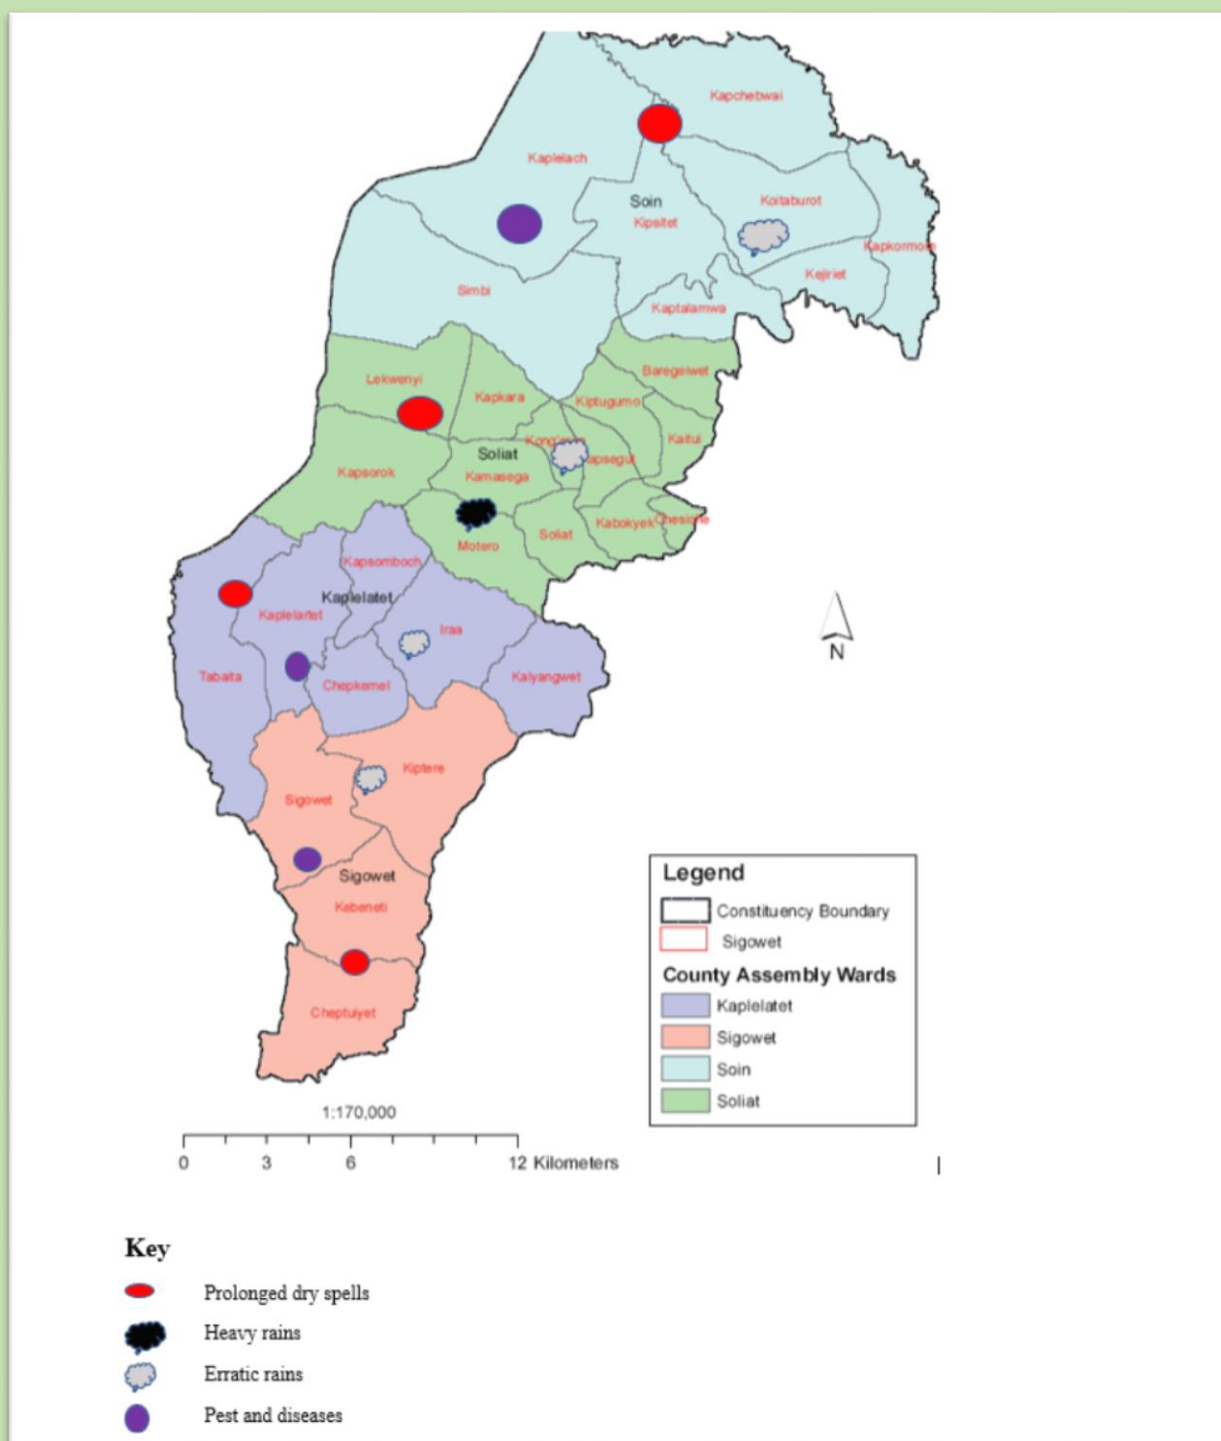 Kapchebwai
Kaplelach
Soin
Kipsitet
Koitaburot
Kapkormom
Kejiriet
Simbi
Kaptalamwa
Lekwenyi
Kapkara
Kiptugumo
Baregeiwet
Kaitui
Soliat
Kamasega
apsegut
Kapsorok
Motero
Soliat
Kabokyek
Kapsomboch
Kaplelatet
Kaplelartet
Iraa
Tabaita
Chepkemel
Kalyangwet
Kiptere
Sigowet
Sigowet
Kebeneti
Cheptuiyet
N
Legend
Constituency Boundary
Sigowet
County Assembly Wards
Kaplelatet
Sigowet
Soin
Soliat
1:170,000
0 3 6 12 Kilometers
Key
Prolonged dry spells
Heavy rains
Erratic rains
Pest and diseases